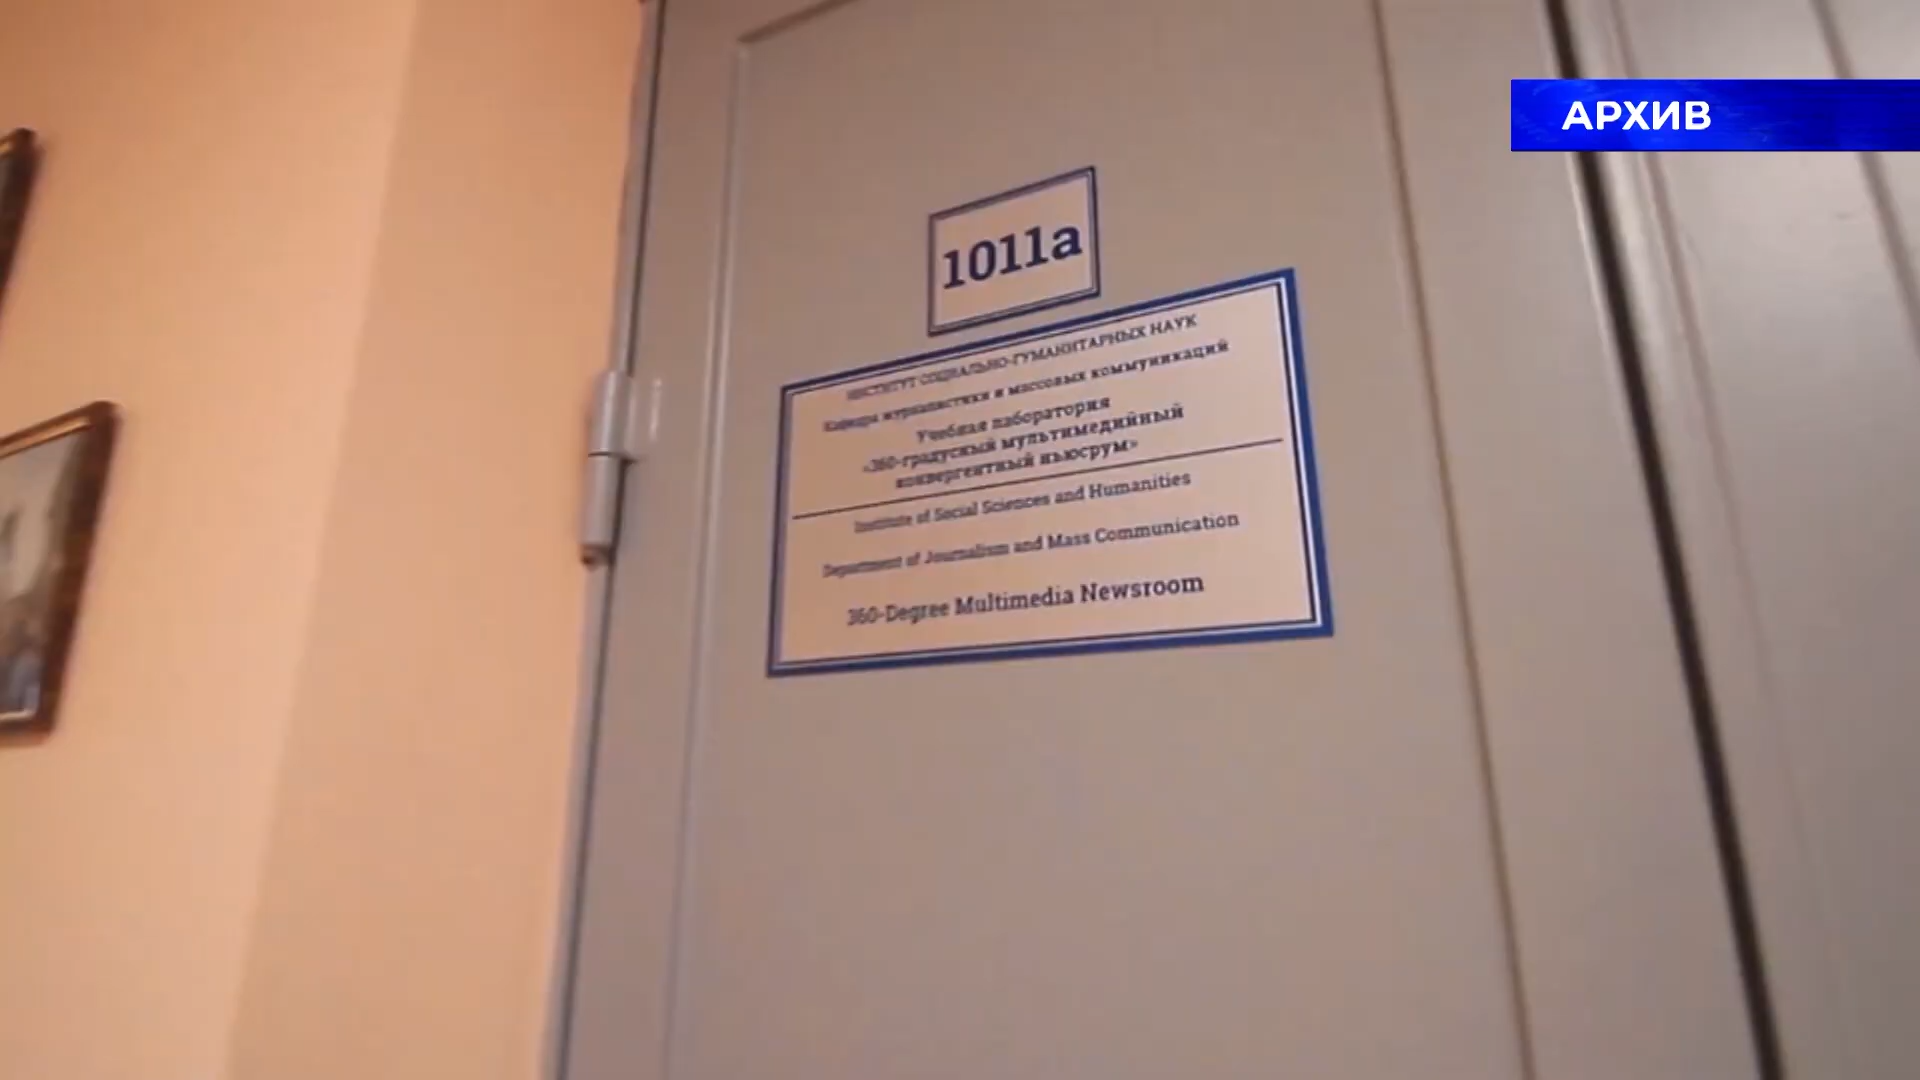 АРХИВ
1011а
ИНСТИТУТ СОЦИАЛЬНО-ГУМАНИТАРНЫХ НАУК
Кафедра журналистики и массовых коммуникаций
Учебная лаборатория
«360-градусный мультимедийный
конвергентный ньюсрум»
Institute of Social Sciences and Humanities
Department of Journalism and Mass Communication
360-Degree Multimedia Newsroom